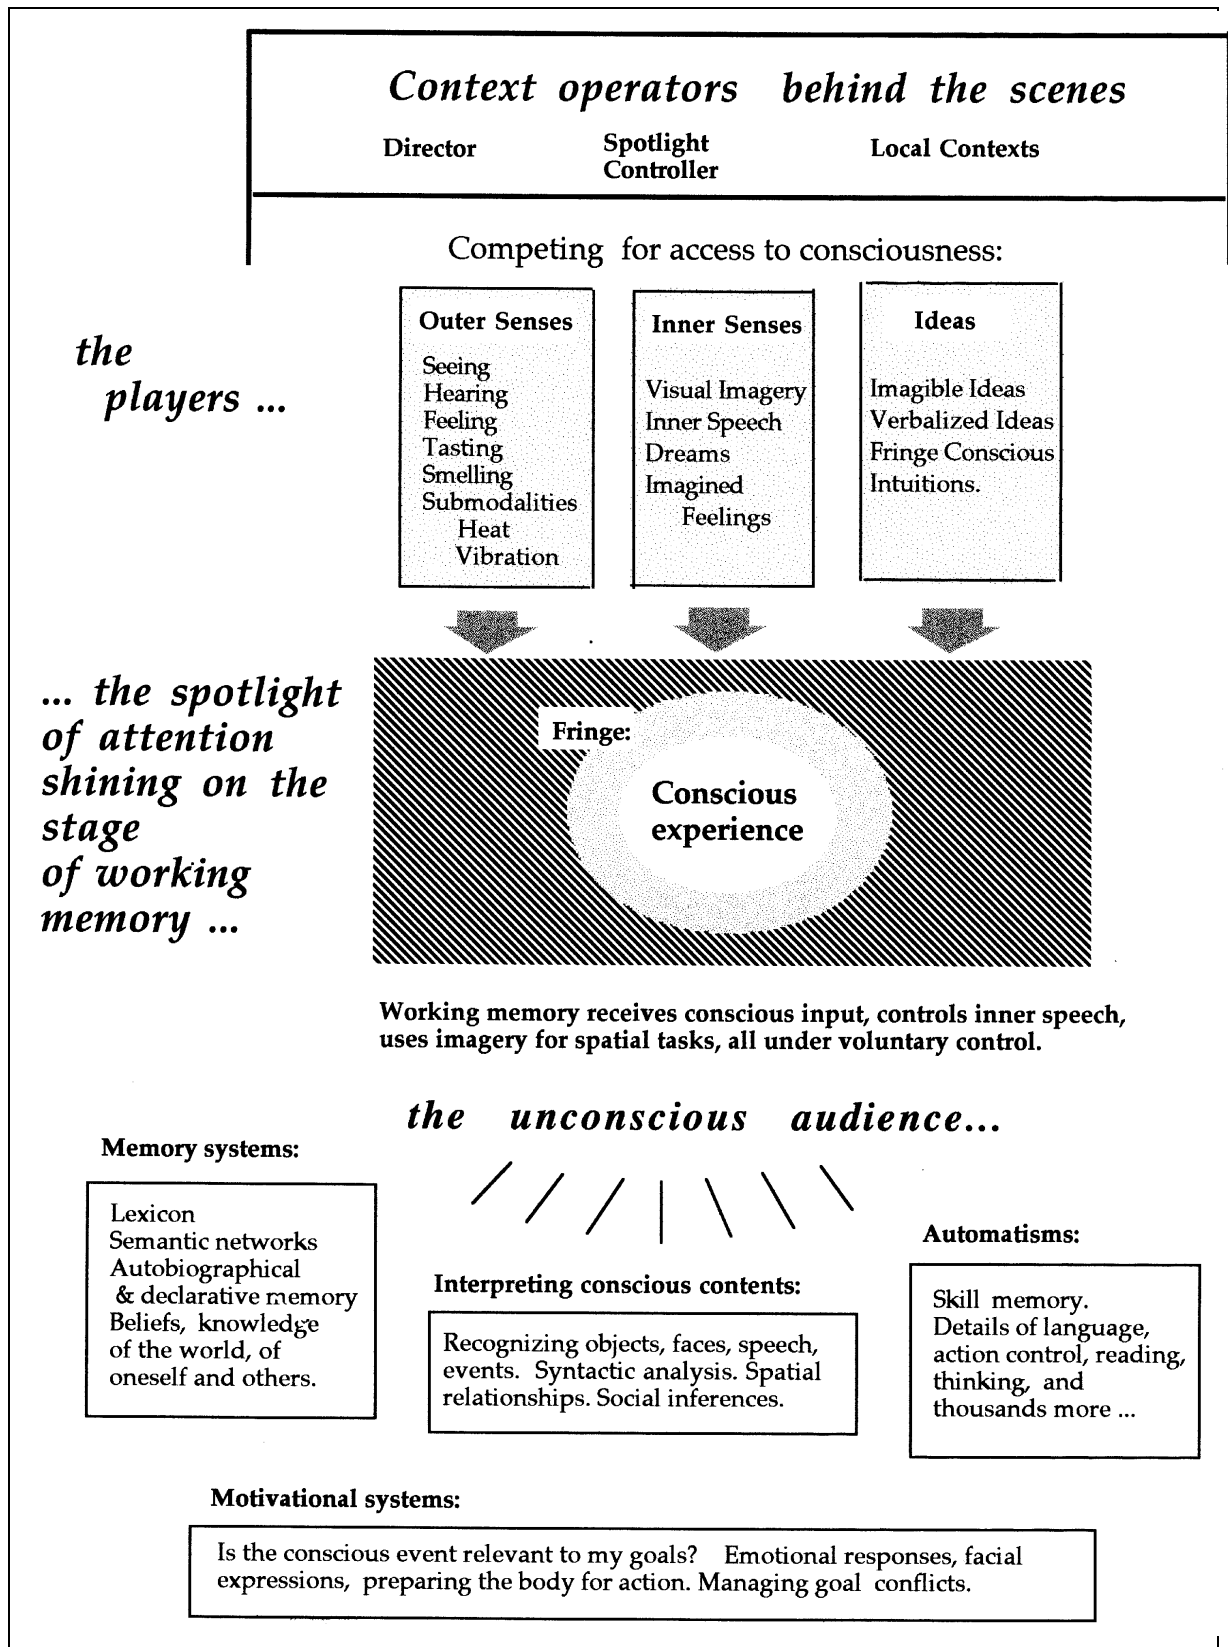 Context operators behind the scenes
Director
Spotlight
Controller
Local Contexts
Competing for access to consciousness:
the
players ...
Outer Senses
Seeing
Hearing
Feeling
Tasting
Smelling
Submodalities
Heat
Vibration
Inner Senses
Visual Imagery
Inner Speech
Dreams
Imagined
Feelings
Ideas
Imagible Ideas
Verbalized Ideas
Fringe Conscious
Intuitions.
... the spotlight
of attention
shining on the
stage
of working
memory ...
Fringe:
Conscious
experience
Working memory receives conscious input, controls inner speech,
uses imagery for spatial tasks, all under voluntary control.
the unconscious audience...
Memory systems:
Lexicon
Semantic networks
Autobiographical
& declarative memory
Beliefs, knowledge
of the world, of
oneself and others.
Interpreting conscious contents:
Recognizing objects, faces, speech,
events. Syntactic analysis. Spatial
relationships. Social inferences.
Automatisms:
Skill memory.
Details of language,
action control, reading,
thinking, and
thousands more ...
Motivational systems:
Is the conscious event relevant to my goals? Emotional responses, facial
expressions, preparing the body for action. Managing goal conflicts.